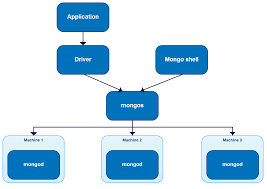 Application
Driver
Mongo shell
mongos
Machine 1
Machine 2
Machine 3
mongod
mongod
mongod